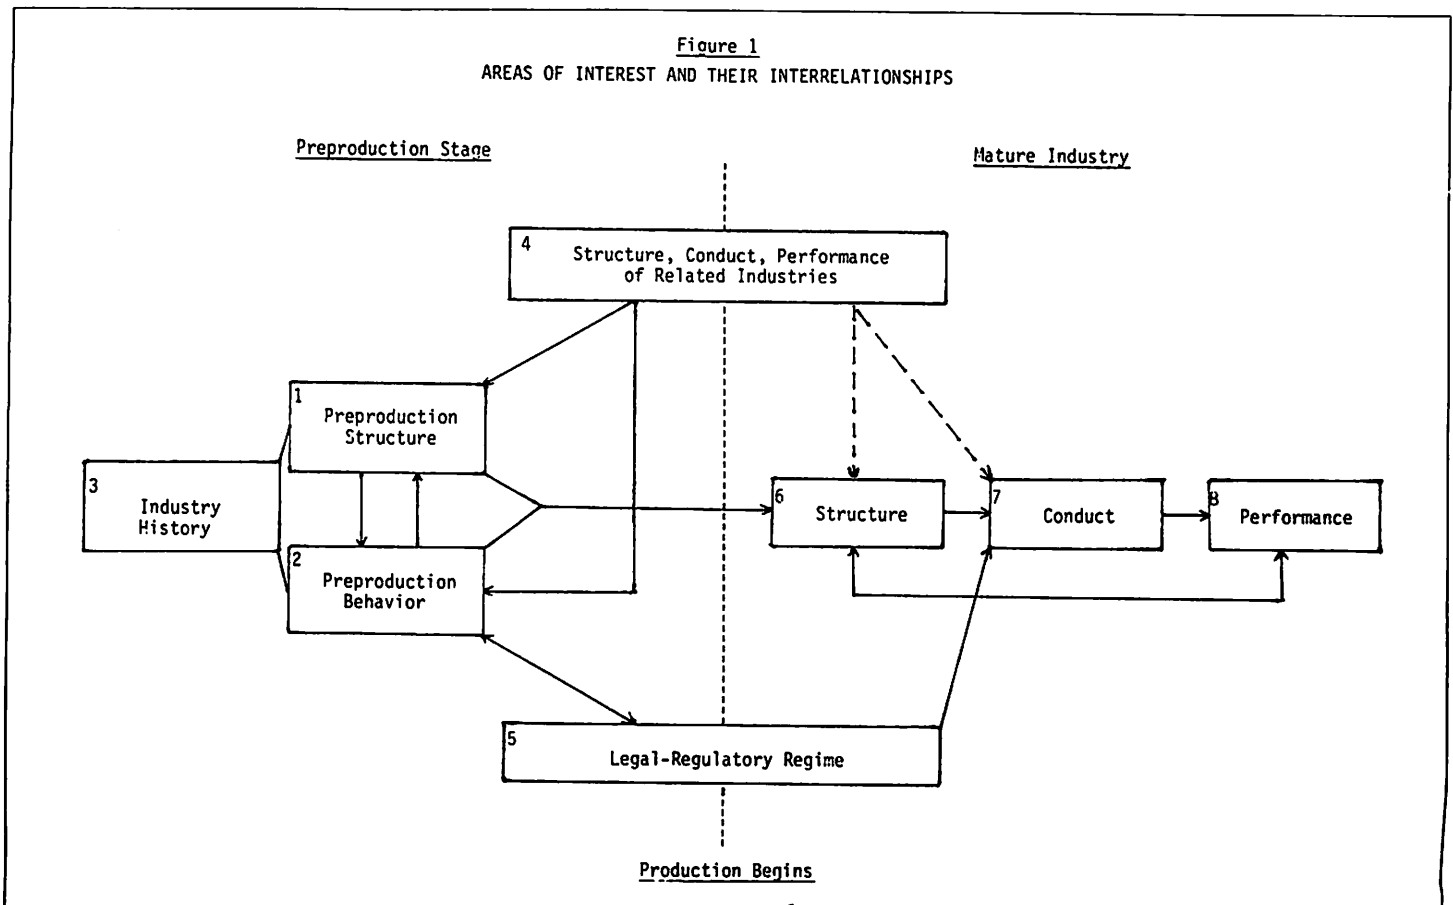 Figure 1
AREAS OF INTEREST AND THEIR INTERRELATIONSHIPS
Preproduction Stage
Mature Industry
4
Structure, Conduct, Performance
of Related Industries
1
Preproduction
Structure
3
Industry
History
2
Preproduction
Behavior
6
Structure
7
Conduct
8
Performance
5
Legal-Regulatory Regime
Production Begins